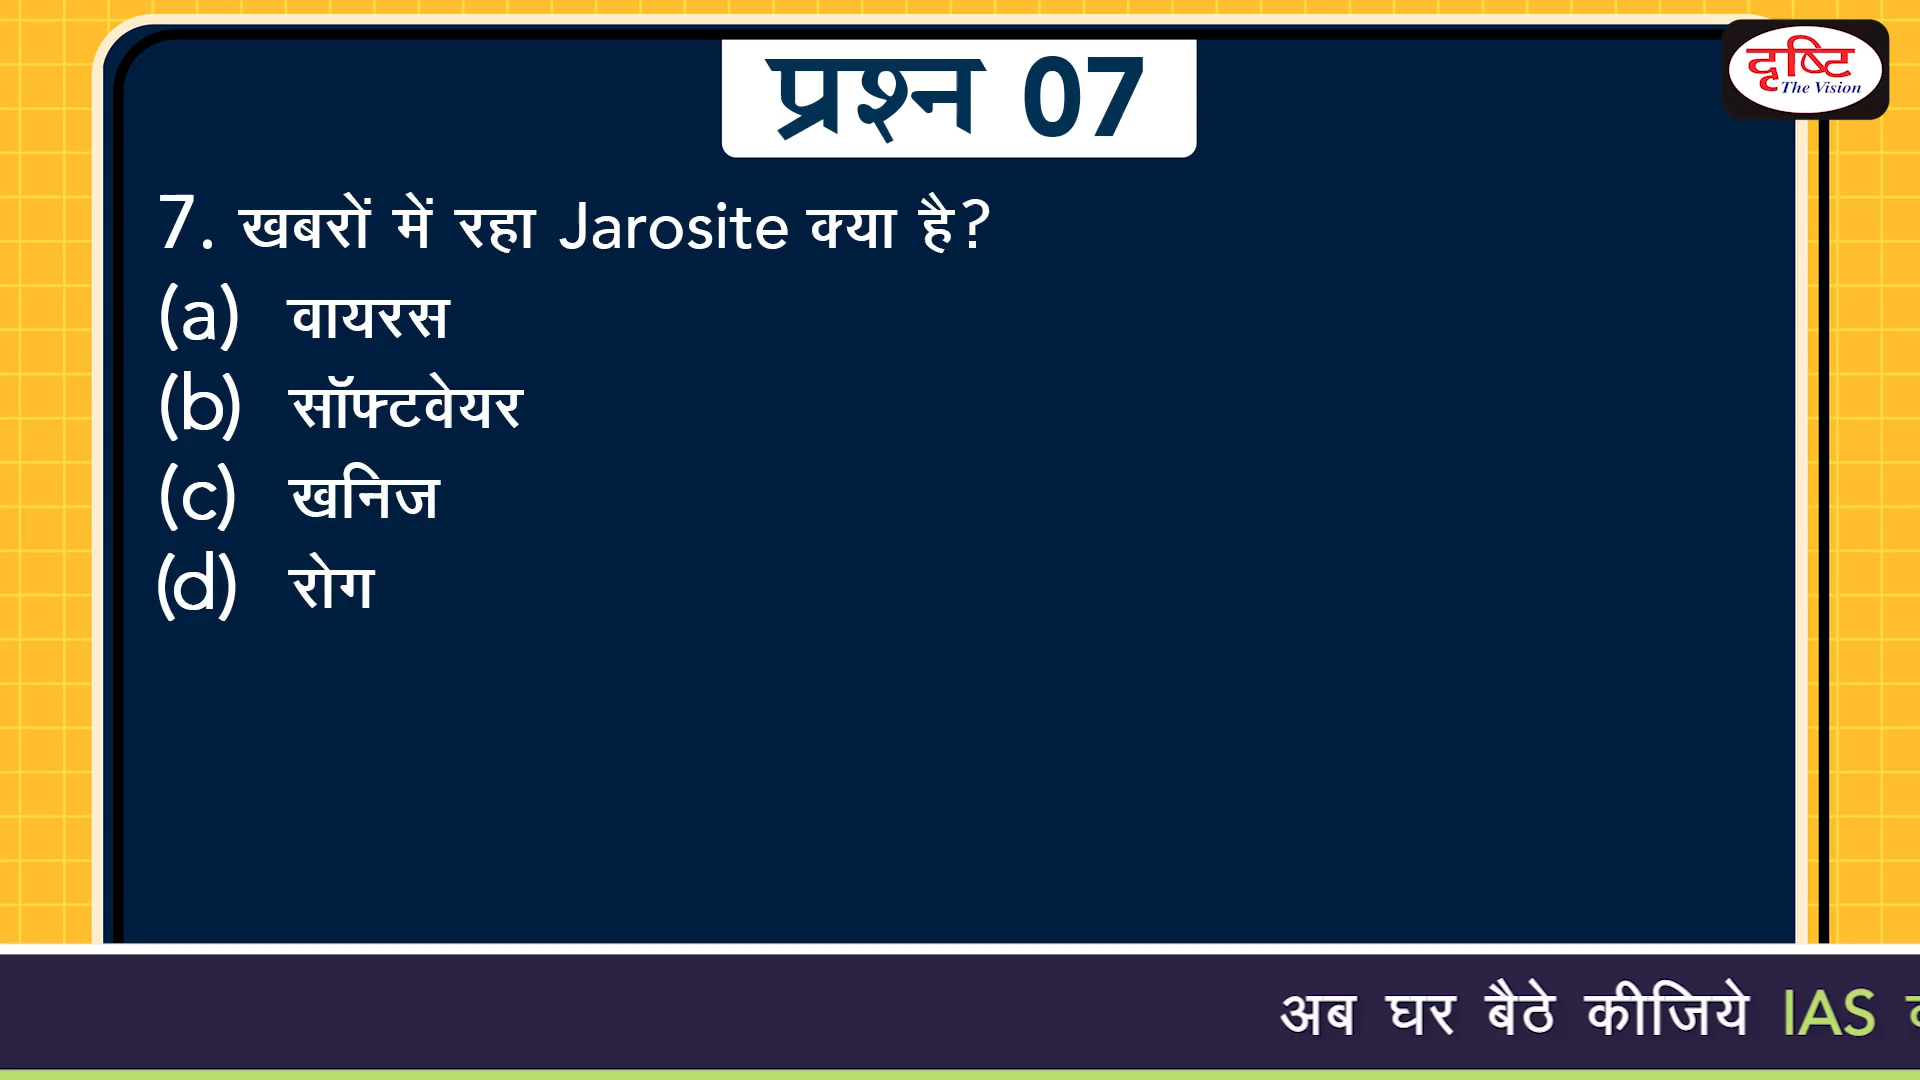 प्रश्न 07
दृष्टि
The Vision
7. खबरों में रहा Jarosite क्या है?
(a) वायरस
(b) सॉफ्टवेयर
(c) खनिज
(d) रोग
अब घर बैठे कीजिये IAS